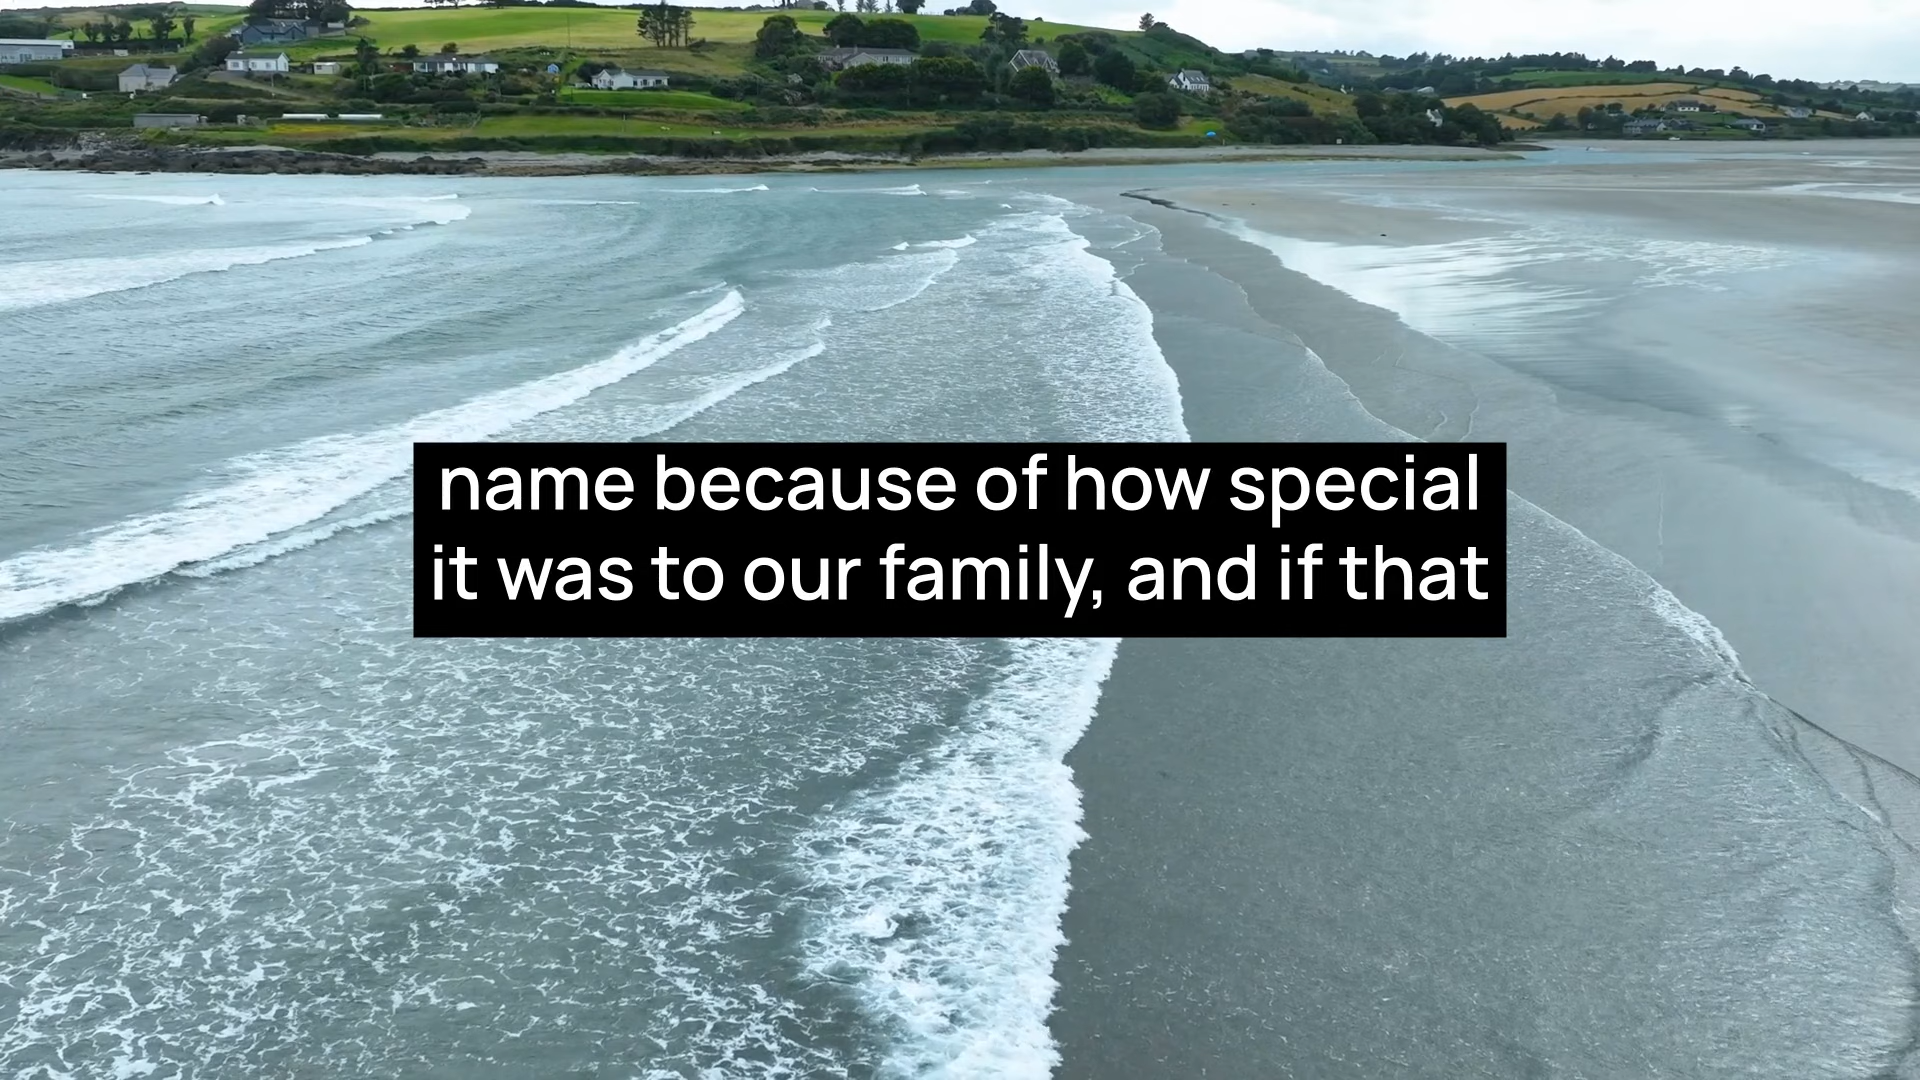 name because of how special
it was to our family, and if that